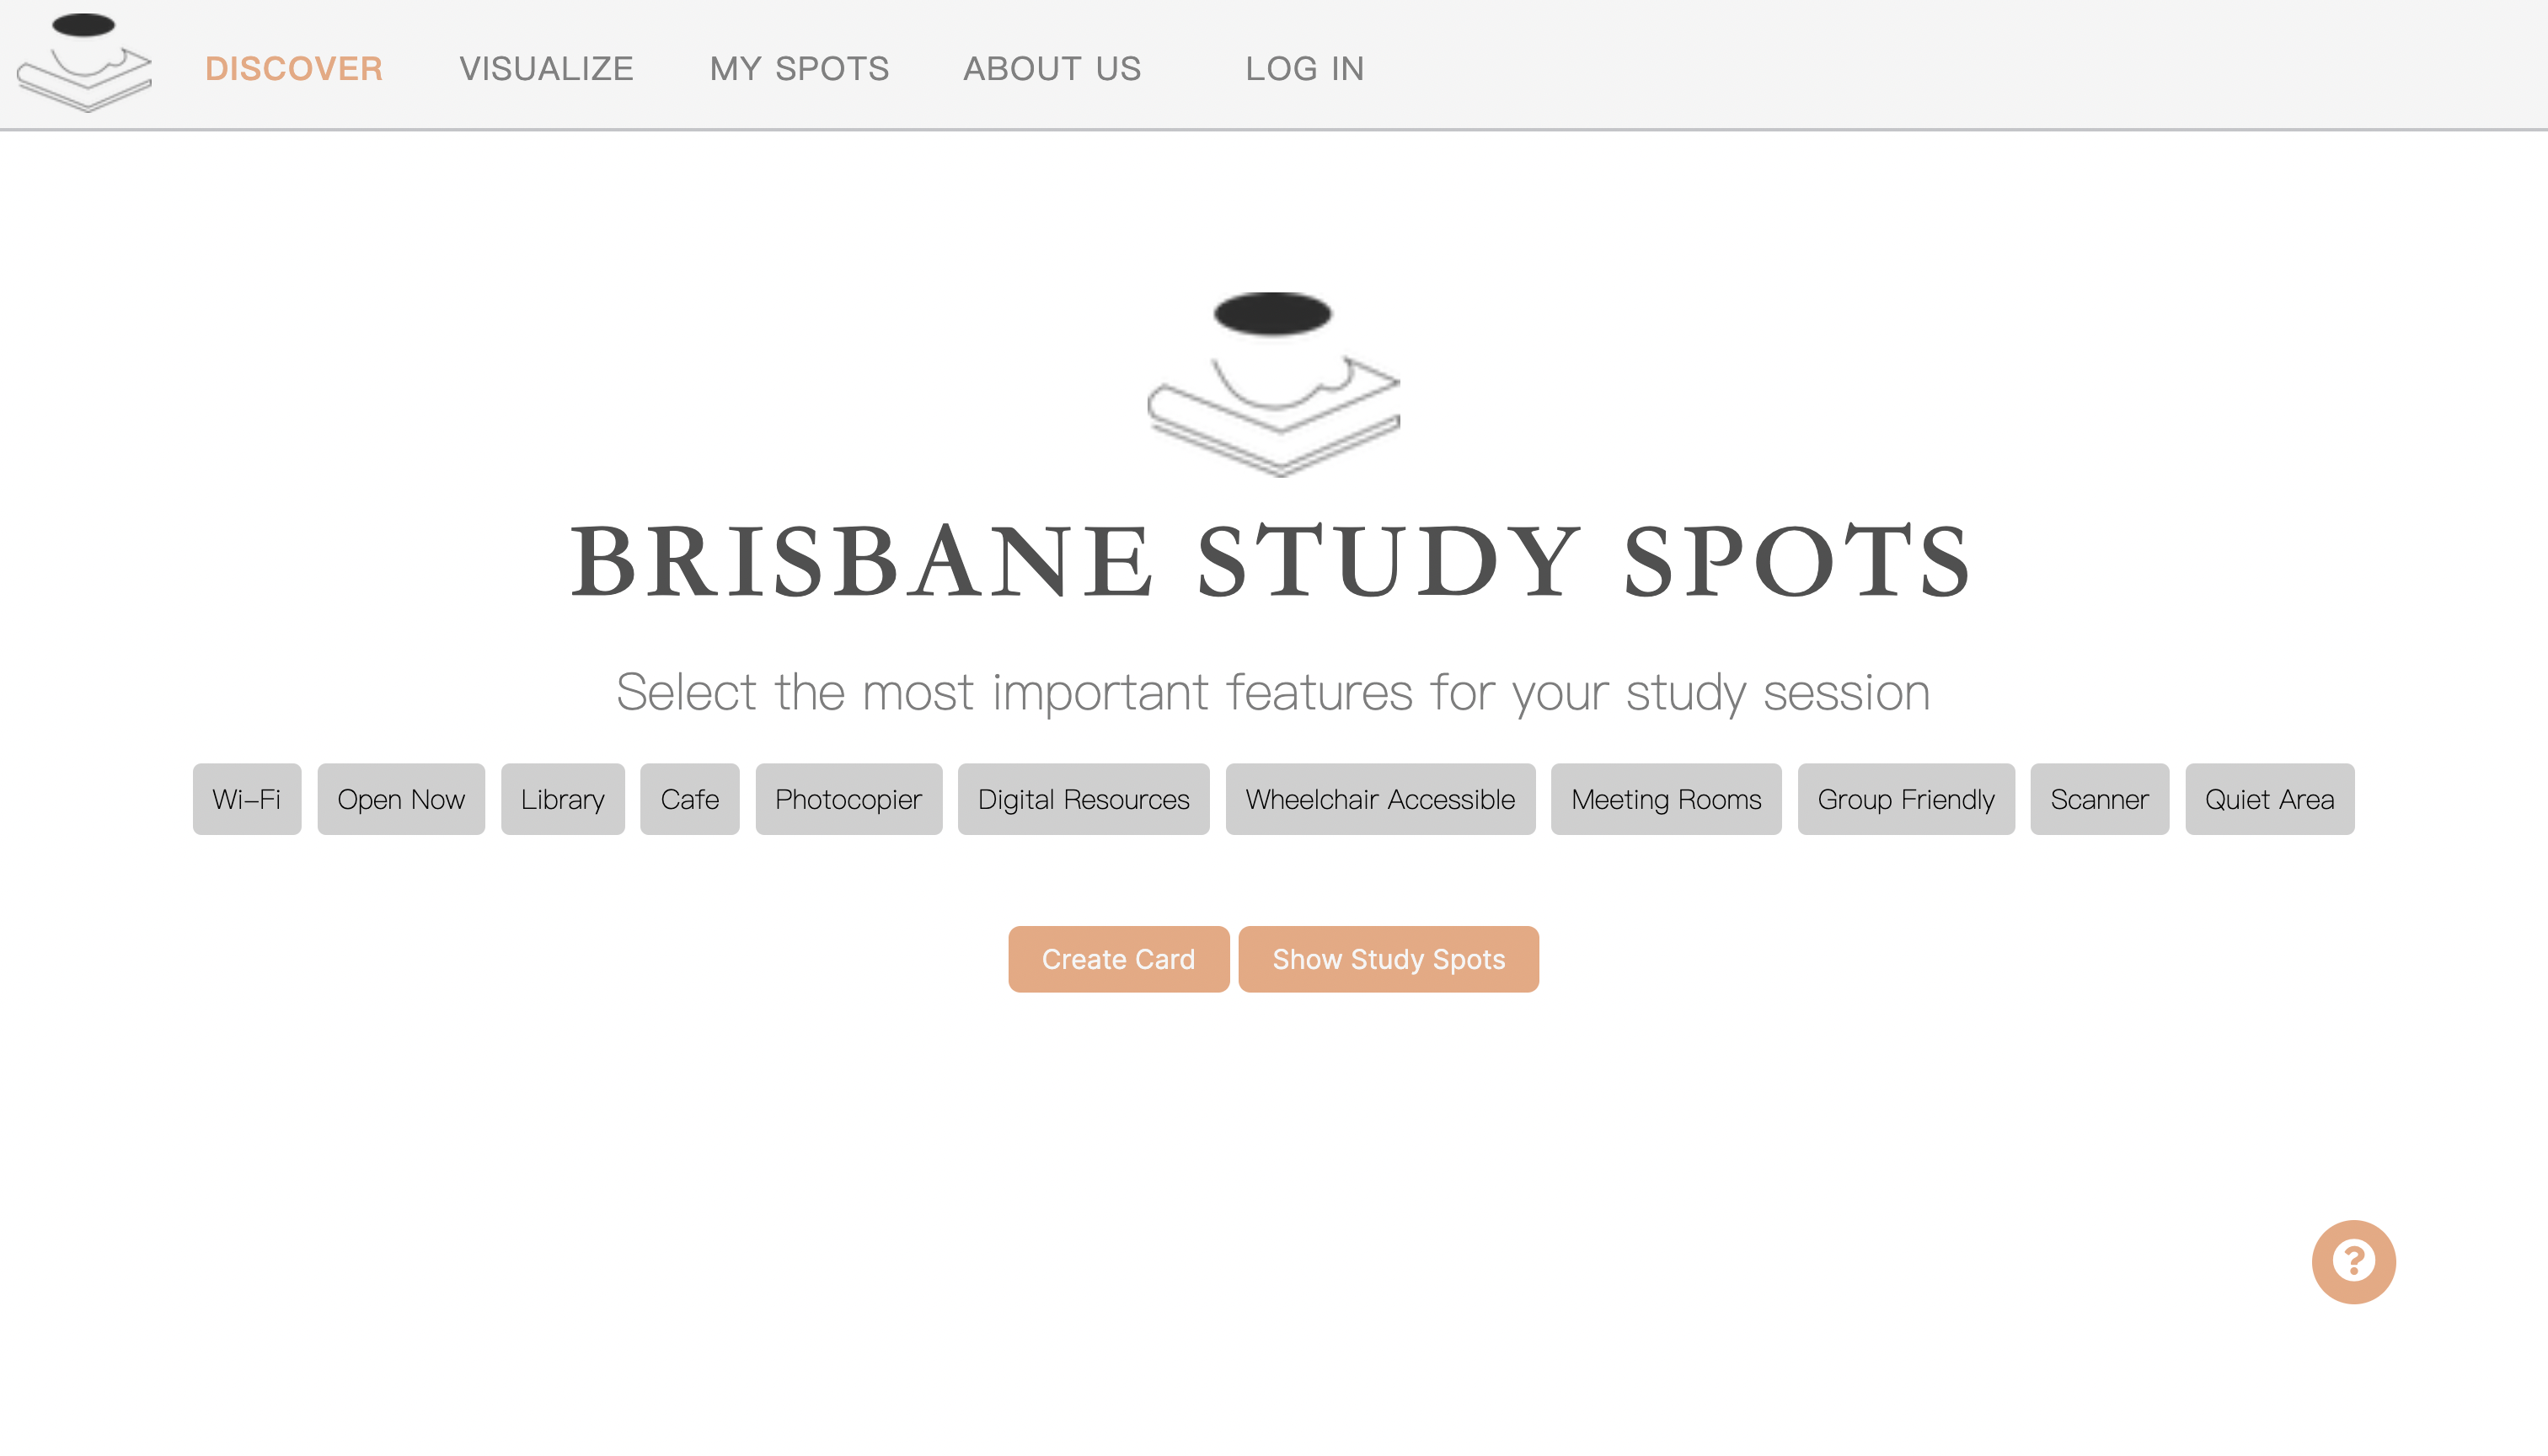 DISCOVER VISUALIZE MY SPOTS ABOUT US LOG IN
BRISBANE STUDY SPOTS
Select the most important features for your study session
Wi-Fi Open Now Library Cafe Photocopier Digital Resources Wheelchair Accessible Meeting Rooms Group Friendly Scanner Quiet Area
Create Card Show Study Spots
?